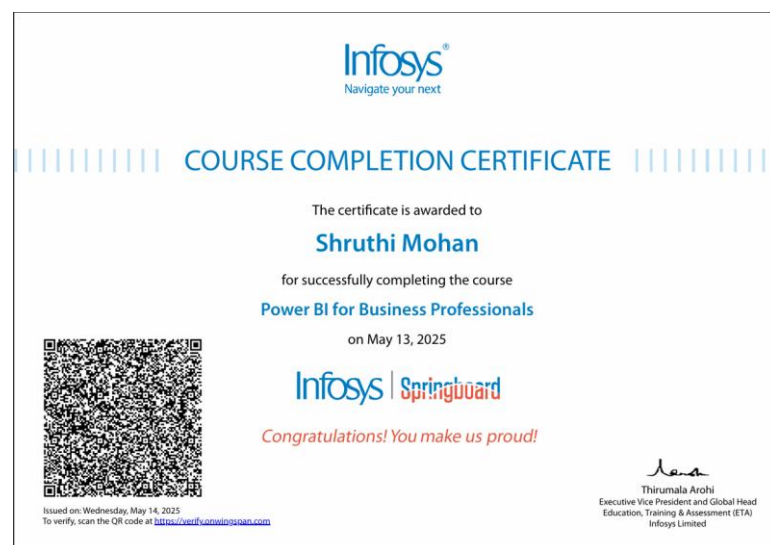 Infosys®
Navigate your next
COURSE COMPLETION CERTIFICATE
The certificate is awarded to
Shruthi Mohan
for successfully completing the course
Power BI for Business Professionals
on May 13, 2025
Infosys | Springboard
Congratulations! You make us proud!
Issued on: Wednesday, May 14, 2025
To verify, scan the QR code at https://verify.onwingspan.com
Thirumala Arohi
Executive Vice President and Global Head
Education, Training & Assessment (ETA)
Infosys Limited